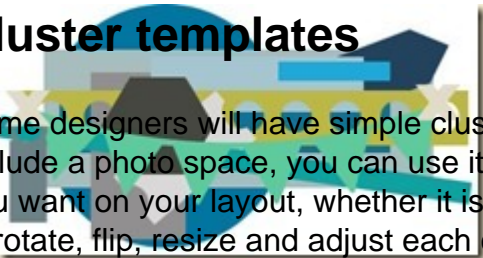 luster templates
me designers will have simple clus
lude a photo space, you can use it
u want on your layout, whether it is
rotate, flip, resize and adjust each